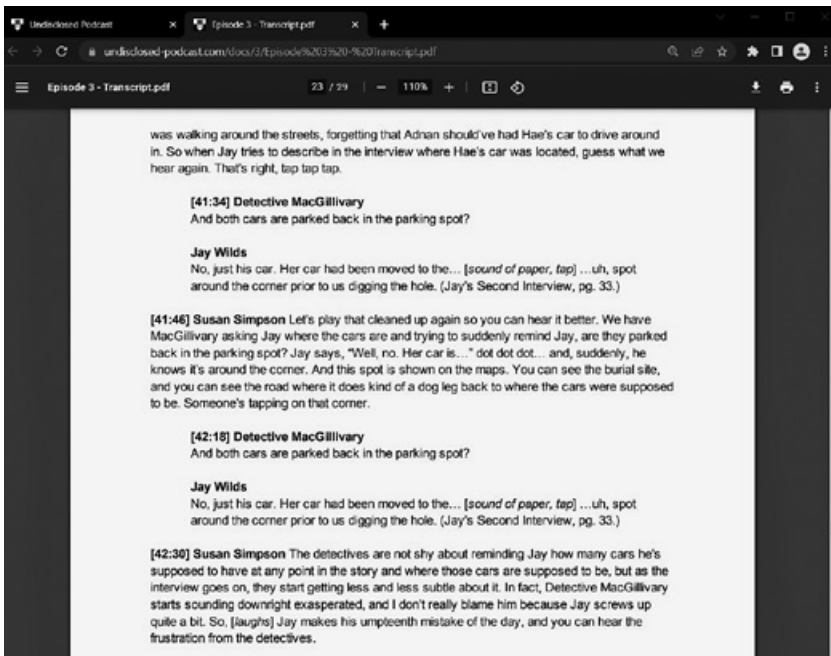 Undisclosed Podcast
Episode 3 - Transcript.pdf
undisclosed-podcast.com/docs/3/Episode%203%20-%20Transcript.pdf
Episode 3 - Transcript.pdf
23 / 29
110%
was walking around the streets, forgetting that Adnan should've had Hae's car to drive around
in. So when Jay tries to describe in the interview where Hae's car was located, guess what we
hear again. That's right, tap tap tap.
[41:34] Detective MacGillivary
And both cars are parked back in the parking spot?
Jay Wilds
No, just his car. Her car had been moved to the… [sound of paper, tap] …uh, spot
around the corner prior to us digging the hole. (Jay's Second Interview, pg. 33.)
[41:46] Susan Simpson Let's play that cleaned up again so you can hear it better. We have
MacGillivary asking Jay where the cars are and trying to suddenly remind Jay, are they parked
back in the parking spot? Jay says, "Well, no. Her car is…" dot dot dot… and, suddenly, he
knows it's around the corner. And this spot is shown on the maps. You can see the burial site,
and you can see the road where it does kind of a dog leg back to where the cars were supposed
to be. Someone's tapping on that corner.
[42:18] Detective MacGillivary
And both cars are parked back in the parking spot?
Jay Wilds
No, just his car. Her car had been moved to the… [sound of paper, tap] …uh, spot
around the corner prior to us digging the hole. (Jay's Second Interview, pg. 33.)
[42:30] Susan Simpson The detectives are not shy about reminding Jay how many cars he's
supposed to have at any point in the story and where those cars are supposed to be, but as the
interview goes on, they start getting less and less subtle about it. In fact, Detective MacGillivary
starts sounding downright exasperated, and I don't really blame him because Jay screws up
quite a bit. So, [laughs] Jay makes his umpteenth mistake of the day, and you can hear the
frustration from the detectives.